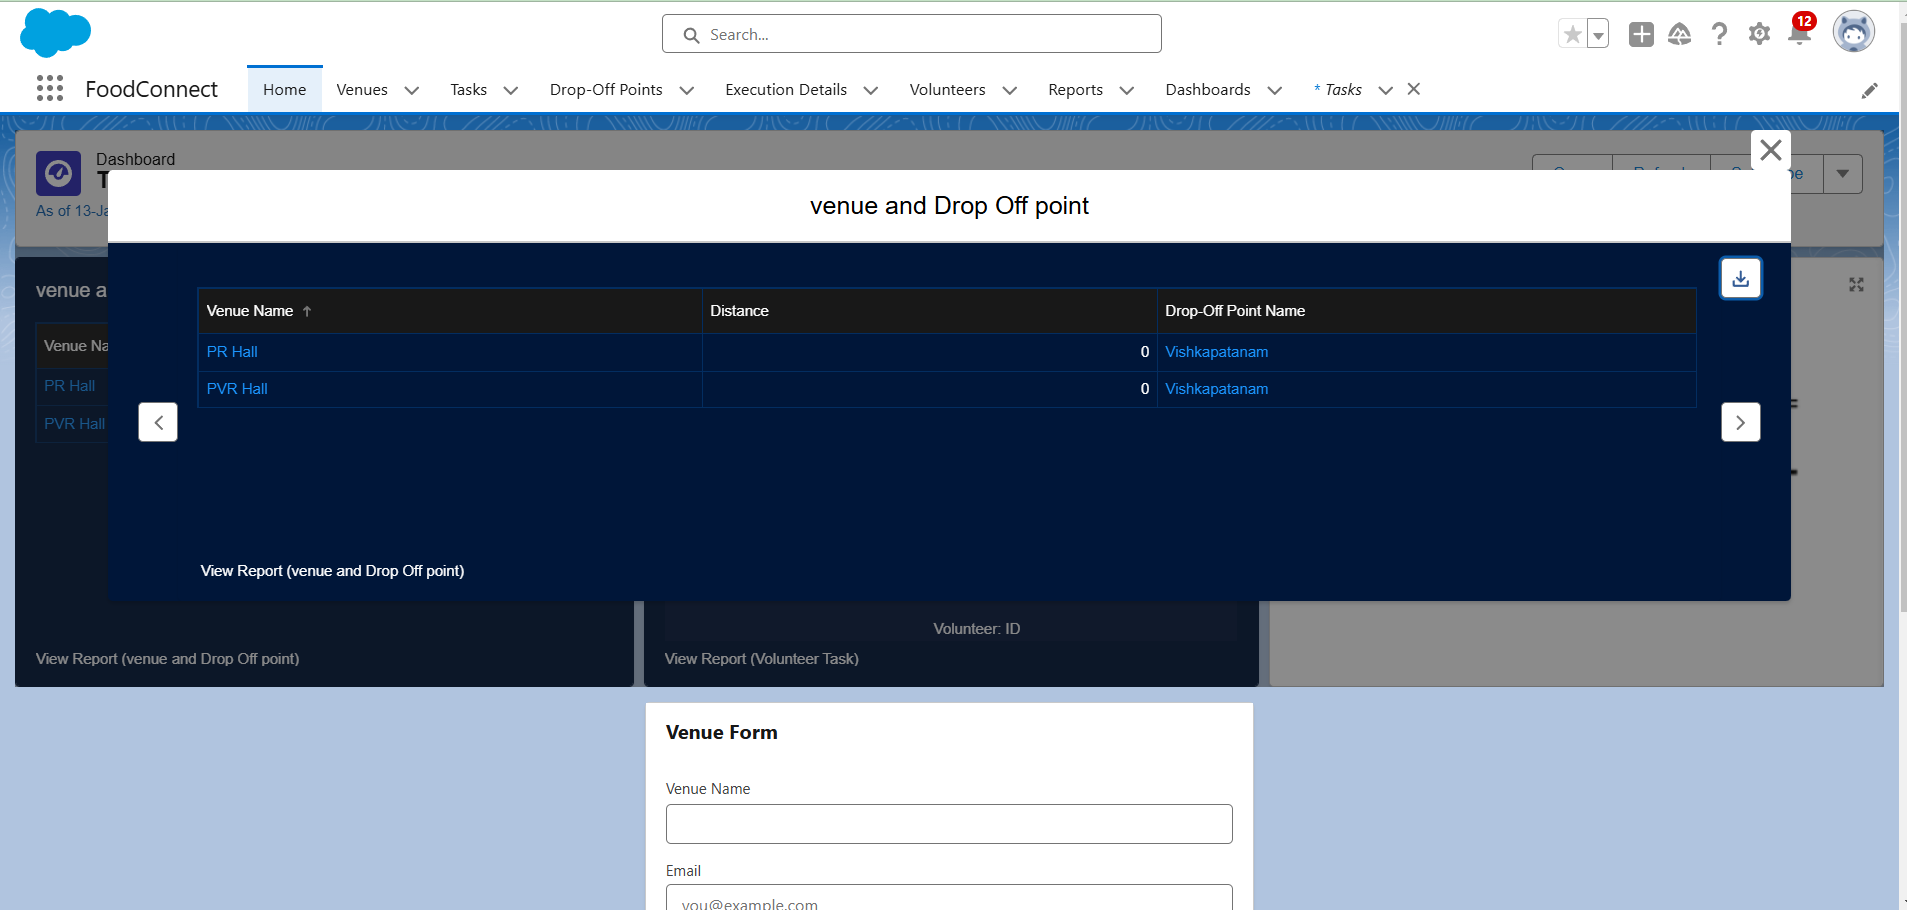 Search...
12
FoodConnect
Home
Venues
Tasks
Drop-Off Points
Execution Details
Volunteers
Reports
Dashboards
* Tasks
Dashboard
As of 13-Ja
venue and Drop Off point
venue a
Venue Na
PR Hall
PVR Hall
Venue Name ↑ Distance Drop-Off Point Name
PR Hall 0 Vishkapatanam
PVR Hall 0 Vishkapatanam
View Report (venue and Drop Off point)
Volunteer: ID
View Report (venue and Drop Off point)
View Report (Volunteer Task)
Venue Form
Venue Name
Email
you@example.com